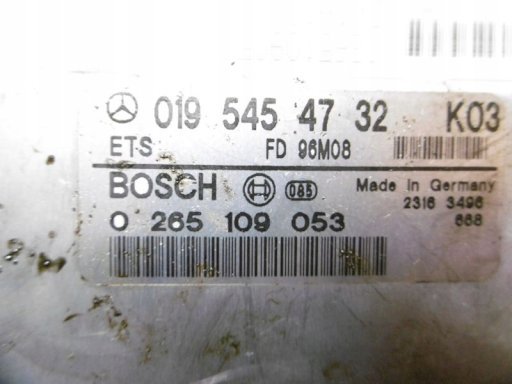 019 545 47 32 K03
ETS FD 96M08
BOSCH 085 Made in Germany
2316 3496
0 265 109 053 668